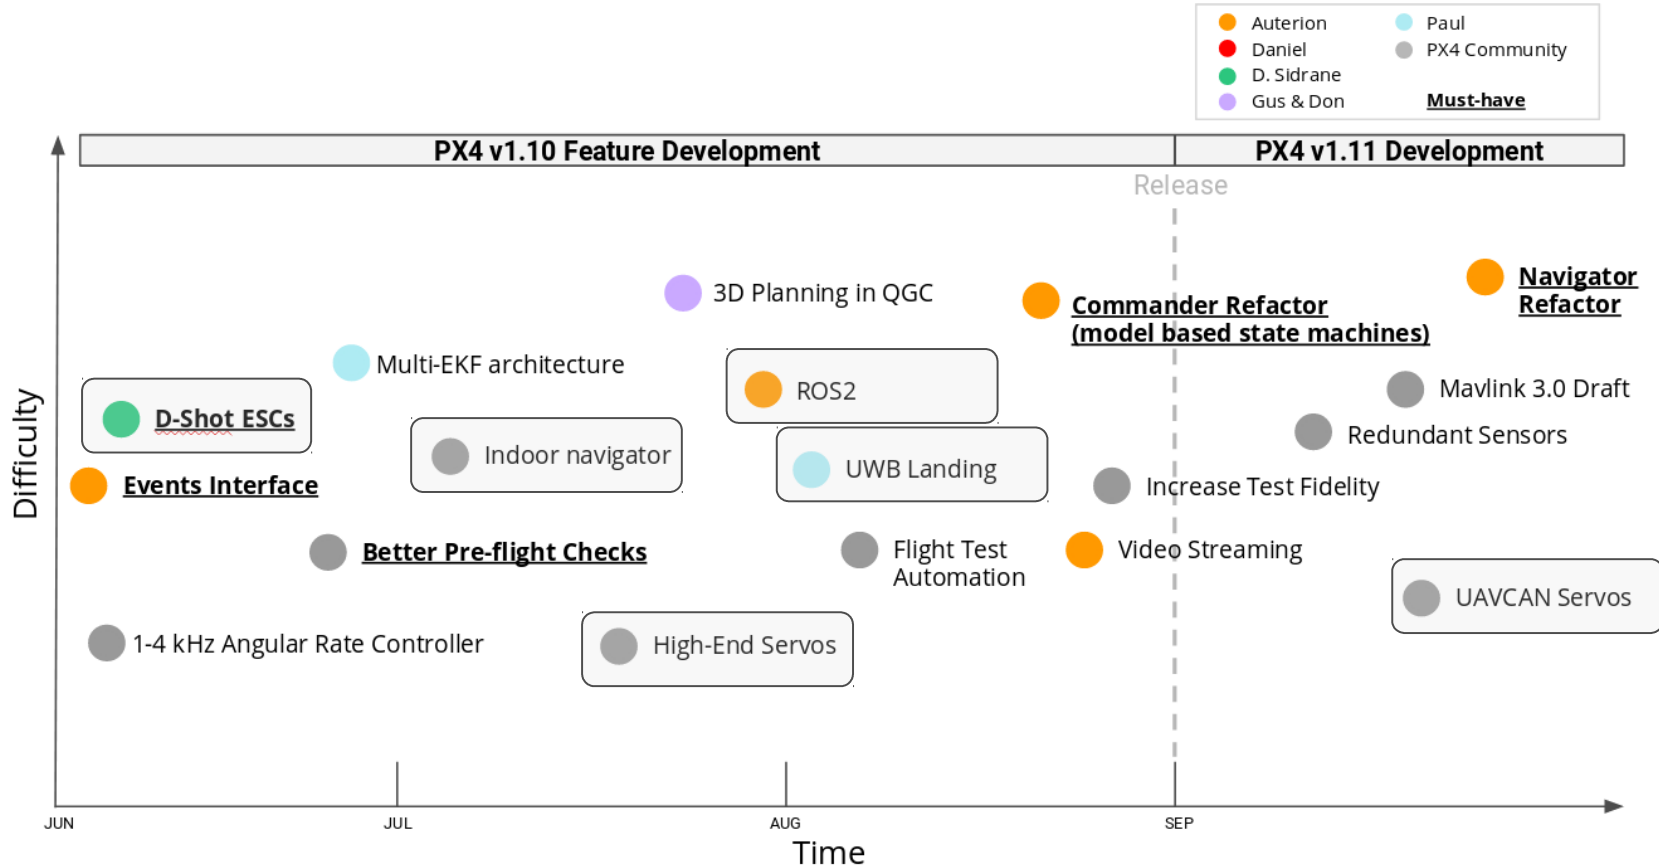 Auterion
Daniel
D. Sidrane
Gus & Don
Paul
PX4 Community
Must-have
PX4 v1.10 Feature Development
PX4 v1.11 Development
Release
3D Planning in QGC
Commander Refactor
(model based state machines)
Navigator
Refactor
Multi-EKF architecture
ROS2
Mavlink 3.0 Draft
D-Shot ESCs
Redundant Sensors
Indoor navigator
UWB Landing
Events Interface
Increase Test Fidelity
Better Pre-flight Checks
Flight Test
Automation
Video Streaming
UAVCAN Servos
1-4 kHz Angular Rate Controller
High-End Servos
Difficulty
JUN
JUL
AUG
SEP
Time